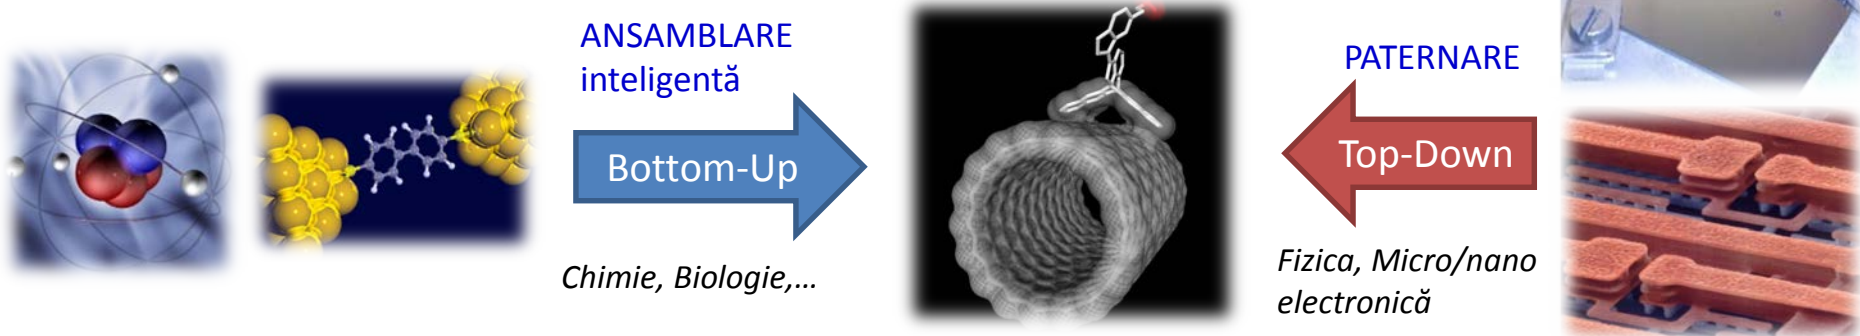 ANSAMBLARE
inteligentă
Bottom-Up
Chimie, Biologie,…
PATERNARE
Top-Down
Fizica, Micro/nano
electronică